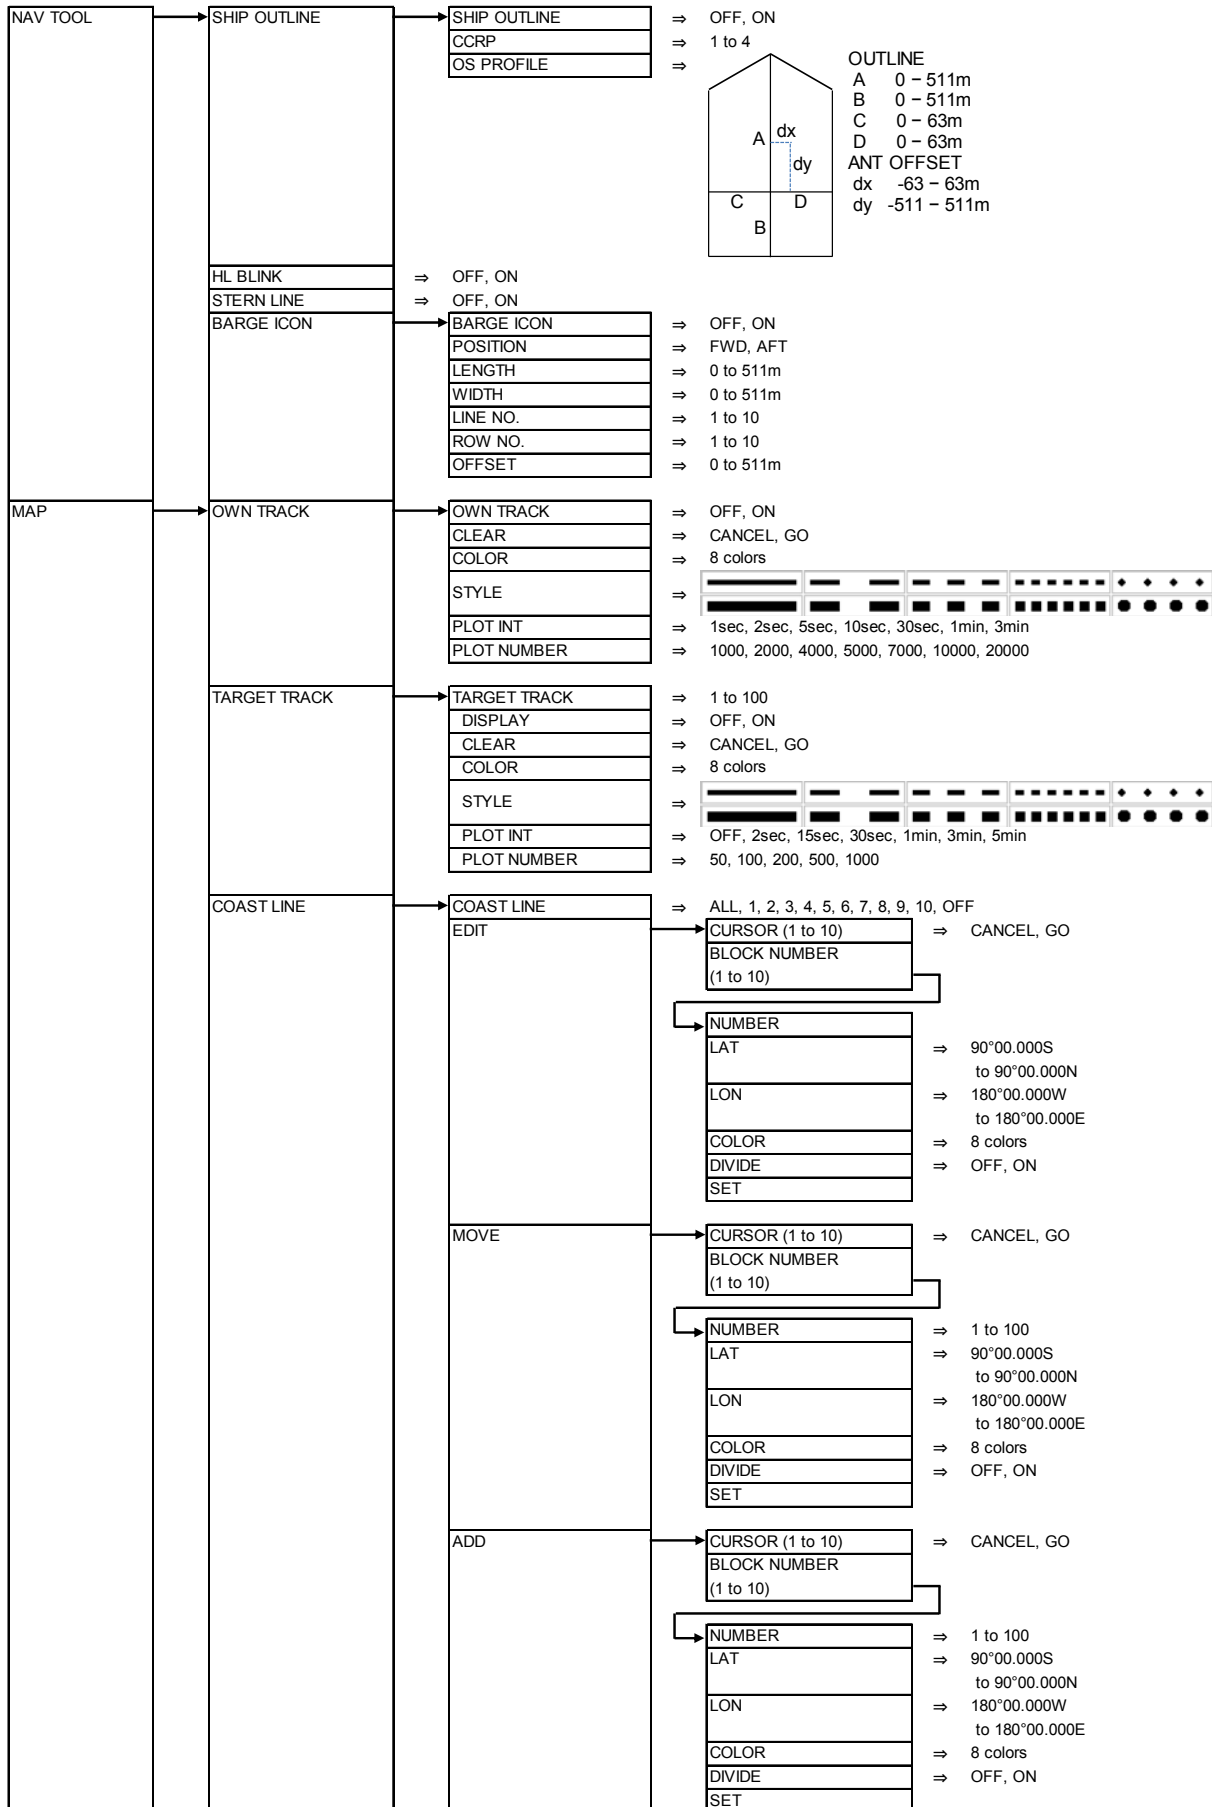 NAV TOOL SHIP OUTLINE SHIP OUTLINE ⇒ OFF, ON
CCRP ⇒ 1 to 4
OS PROFILE ⇒
OUTLINE
A 0 − 511m
B 0 − 511m
C 0 − 63m
D 0 − 63m
ANT OFFSET
dx -63 − 63m
dy -511 − 511m
A dx
dy
C D
B
HL BLINK ⇒ OFF, ON
STERN LINE ⇒ OFF, ON
BARGE ICON BARGE ICON ⇒ OFF, ON
POSITION ⇒ FWD, AFT
LENGTH ⇒ 0 to 511m
WIDTH ⇒ 0 to 511m
LINE NO. ⇒ 1 to 10
ROW NO. ⇒ 1 to 10
OFFSET ⇒ 0 to 511m
MAP OWN TRACK OWN TRACK ⇒ OFF, ON
CLEAR ⇒ CANCEL, GO
COLOR ⇒ 8 colors
STYLE ⇒
PLOT INT ⇒ 1sec, 2sec, 5sec, 10sec, 30sec, 1min, 3min
PLOT NUMBER ⇒ 1000, 2000, 4000, 5000, 7000, 10000, 20000
TARGET TRACK TARGET TRACK ⇒ 1 to 100
DISPLAY ⇒ OFF, ON
CLEAR ⇒ CANCEL, GO
COLOR ⇒ 8 colors
STYLE ⇒
PLOT INT ⇒ OFF, 2sec, 15sec, 30sec, 1min, 3min, 5min
PLOT NUMBER ⇒ 50, 100, 200, 500, 1000
COAST LINE COAST LINE ⇒ ALL, 1, 2, 3, 4, 5, 6, 7, 8, 9, 10, OFF
EDIT CURSOR (1 to 10) ⇒ CANCEL, GO
BLOCK NUMBER
(1 to 10)
NUMBER
LAT ⇒ 90°00.000S
to 90°00.000N
LON ⇒ 180°00.000W
to 180°00.000E
COLOR ⇒ 8 colors
DIVIDE ⇒ OFF, ON
SET
MOVE CURSOR (1 to 10) ⇒ CANCEL, GO
BLOCK NUMBER
(1 to 10)
NUMBER ⇒ 1 to 100
LAT ⇒ 90°00.000S
to 90°00.000N
LON ⇒ 180°00.000W
to 180°00.000E
COLOR ⇒ 8 colors
DIVIDE ⇒ OFF, ON
SET
ADD CURSOR (1 to 10) ⇒ CANCEL, GO
BLOCK NUMBER
(1 to 10)
NUMBER ⇒ 1 to 100
LAT ⇒ 90°00.000S
to 90°00.000N
LON ⇒ 180°00.000W
to 180°00.000E
COLOR ⇒ 8 colors
DIVIDE ⇒ OFF, ON
SET